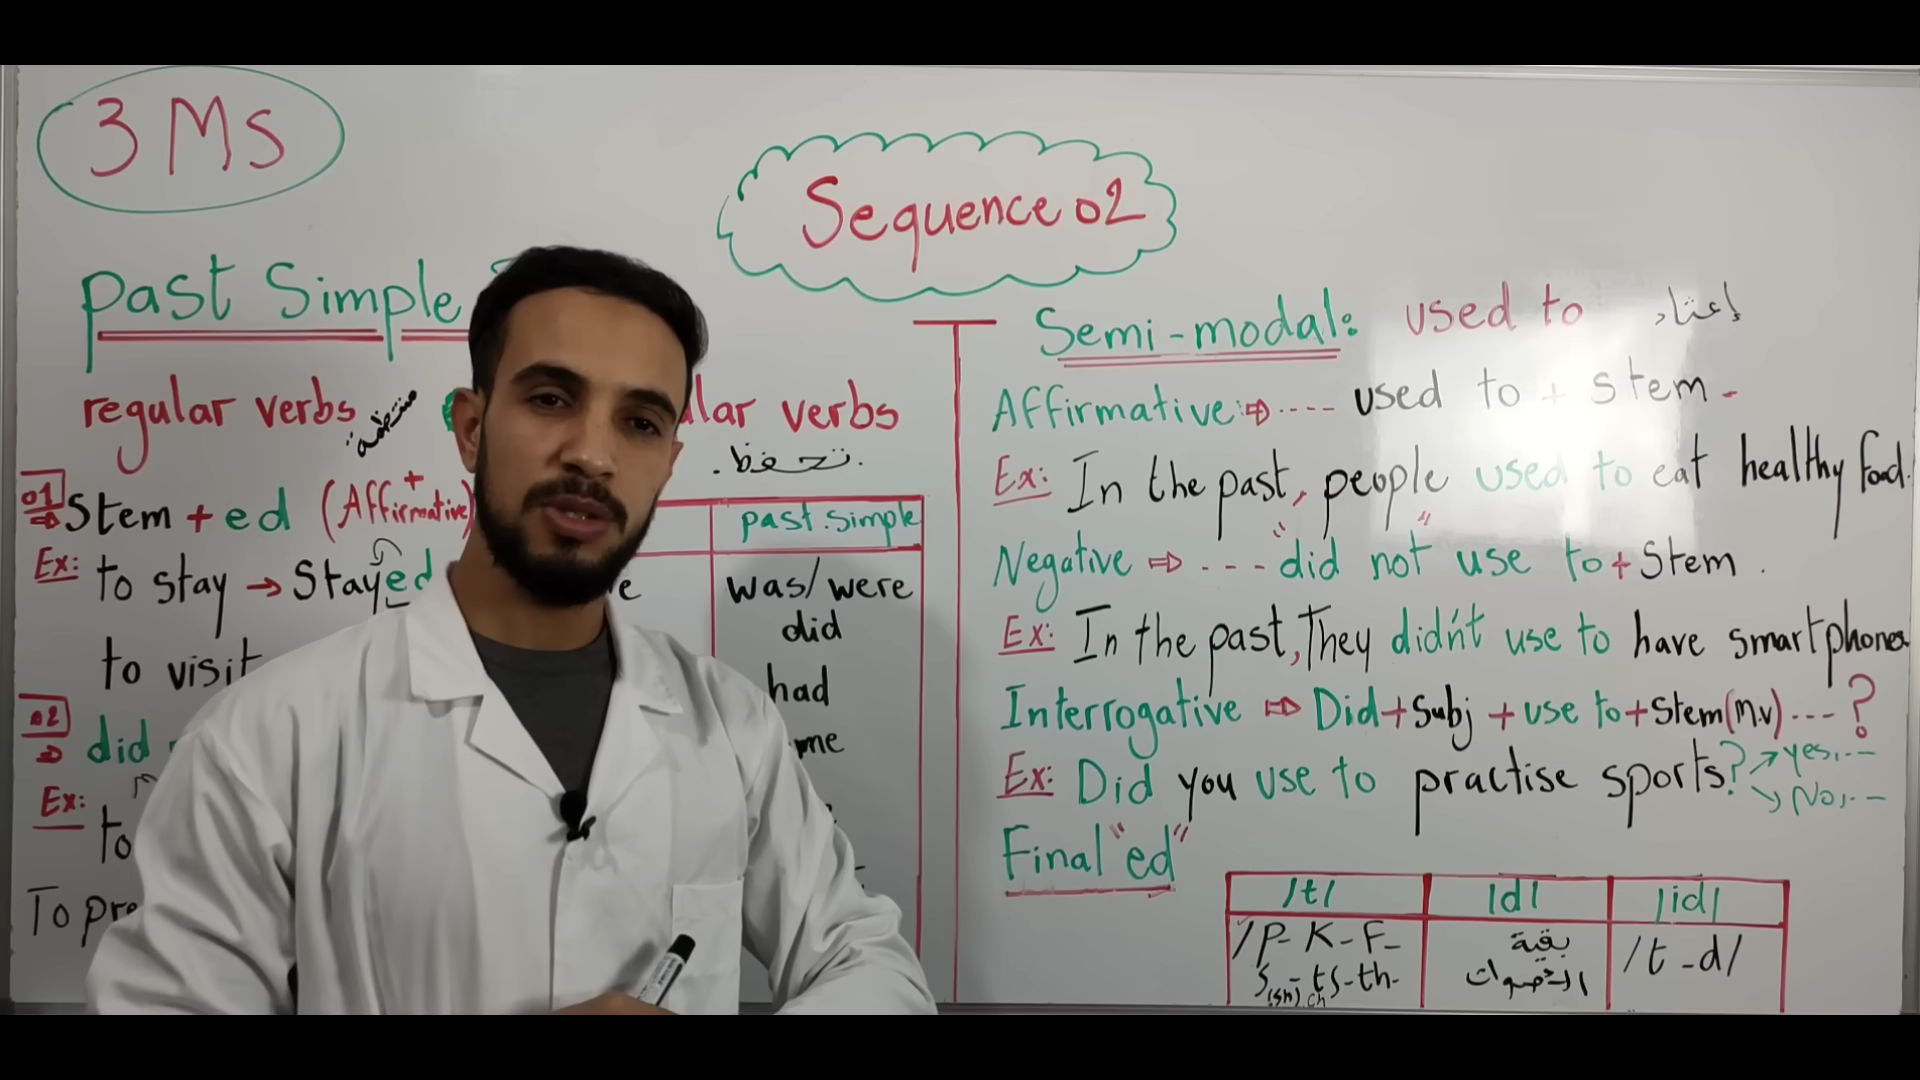 3 Ms
Sequence 02
Past Simple
regular verbs منتظمة
verbs
تحفظ.
01 ⇒ Stem + ed (Affirmative)
+
Ex: to stay → Stayed
to visit
02 ⇒ did
Ex: to
To pre
past.simple
was/were
did
had
Semi-modal: used to إعتاد
Affirmative: ⇒ .... used to + Stem -
Ex: In the past, people used to eat healthy food.
Negative ⇒ ... "did not" use to + Stem .
Ex: In the past, They didn't use to have smartphones
Interrogative ⇒ Did + Subj + use to + Stem (m.v) ... ?
Ex: Did you use to practise sports? → yes, --
↘ No, --
Final "ed"
/t/ /d/ /id/
/p- K- F- بقية /t -d/
S- tS -th- الأصوات
(sh) ch